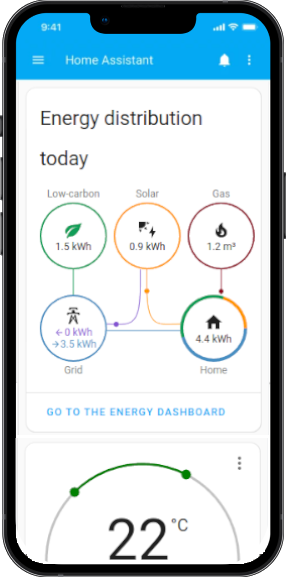 9:41
Home Assistant
Energy distribution
today
Low-carbon Solar Gas
1.5 kWh 0.9 kWh 1.2 m³
←0 kWh
→3.5 kWh 4.4 kWh
Grid Home
GO TO THE ENERGY DASHBOARD
22 °C